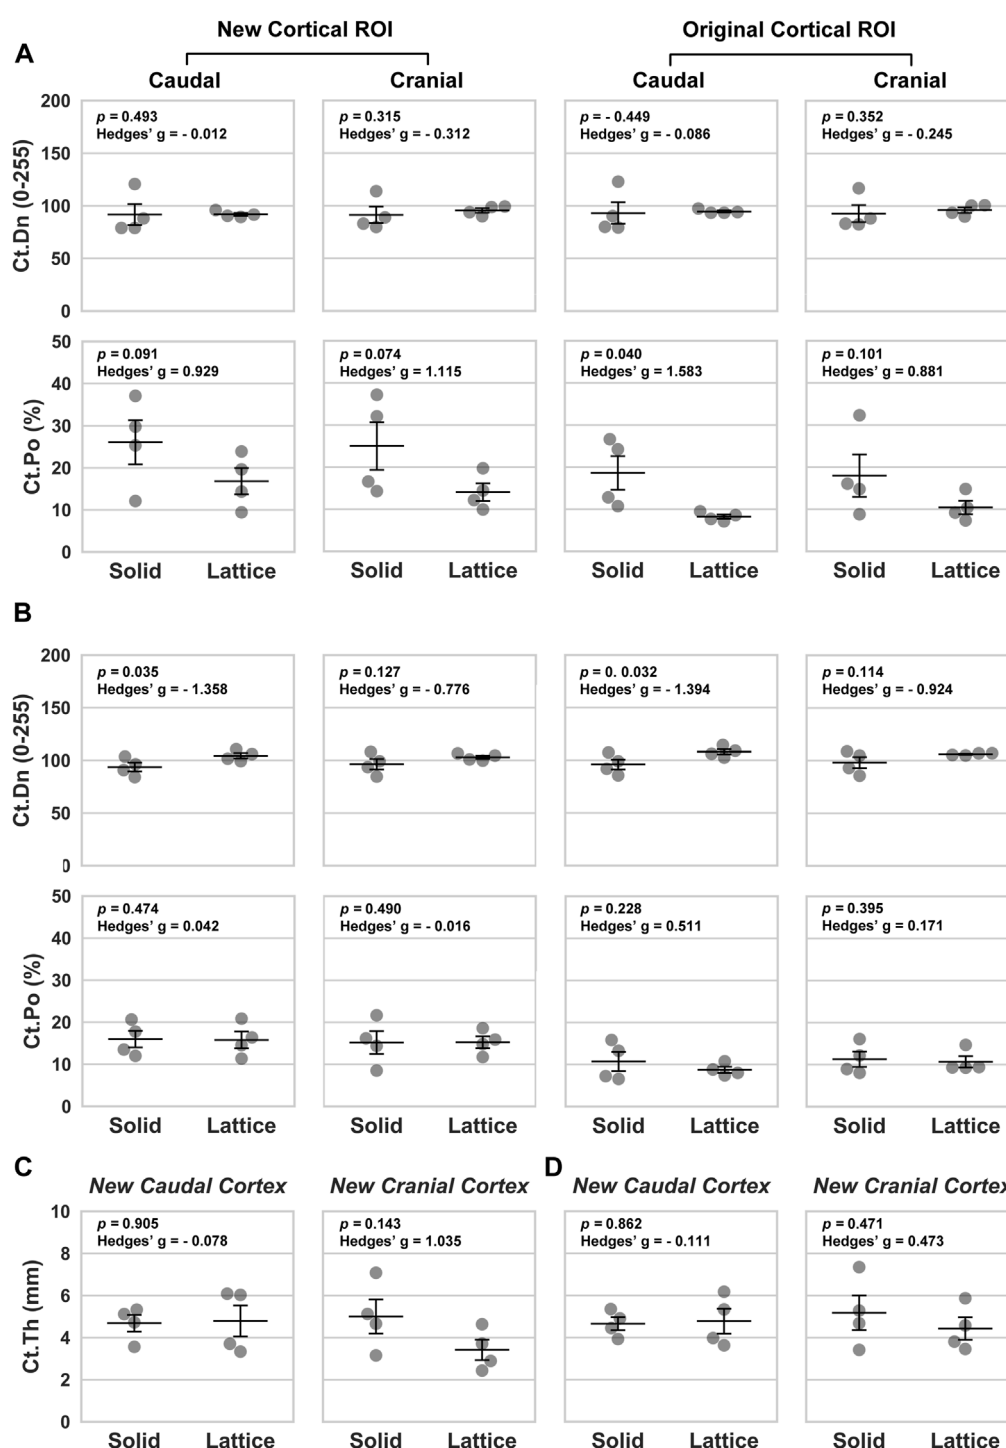 New Cortical ROI
Original Cortical ROI
A
Caudal
Cranial
Caudal
Cranial
Ct.Dn (0-255)
200
150
100
50
0
p = 0.493
Hedges' g = - 0.012
p = 0.315
Hedges' g = - 0.312
p = - 0.449
Hedges' g = - 0.086
p = 0.352
Hedges' g = - 0.245
Ct.Po (%)
50
40
30
20
10
0
p = 0.091
Hedges' g = 0.929
p = 0.074
Hedges' g = 1.115
p = 0.040
Hedges' g = 1.583
p = 0.101
Hedges' g = 0.881
Solid Lattice
Solid Lattice
Solid Lattice
Solid Lattice
B
Ct.Dn (0-255)
200
150
100
50
0
p = 0.035
Hedges' g = - 1.358
p = 0.127
Hedges' g = - 0.776
p = 0. 0.032
Hedges' g = - 1.394
p = 0.114
Hedges' g = - 0.924
Ct.Po (%)
50
40
30
20
10
0
p = 0.474
Hedges' g = 0.042
p = 0.490
Hedges' g = - 0.016
p = 0.228
Hedges' g = 0.511
p = 0.395
Hedges' g = 0.171
Solid Lattice
Solid Lattice
Solid Lattice
Solid Lattice
C
D
New Caudal Cortex
New Cranial Cortex
New Caudal Cortex
New Cranial Cortex
Ct.Th (mm)
10
8
6
4
2
0
p = 0.905
Hedges' g = - 0.078
p = 0.143
Hedges' g = 1.035
p = 0.862
Hedges' g = - 0.111
p = 0.471
Hedges' g = 0.473
Solid Lattice
Solid Lattice
Solid Lattice
Solid Lattice